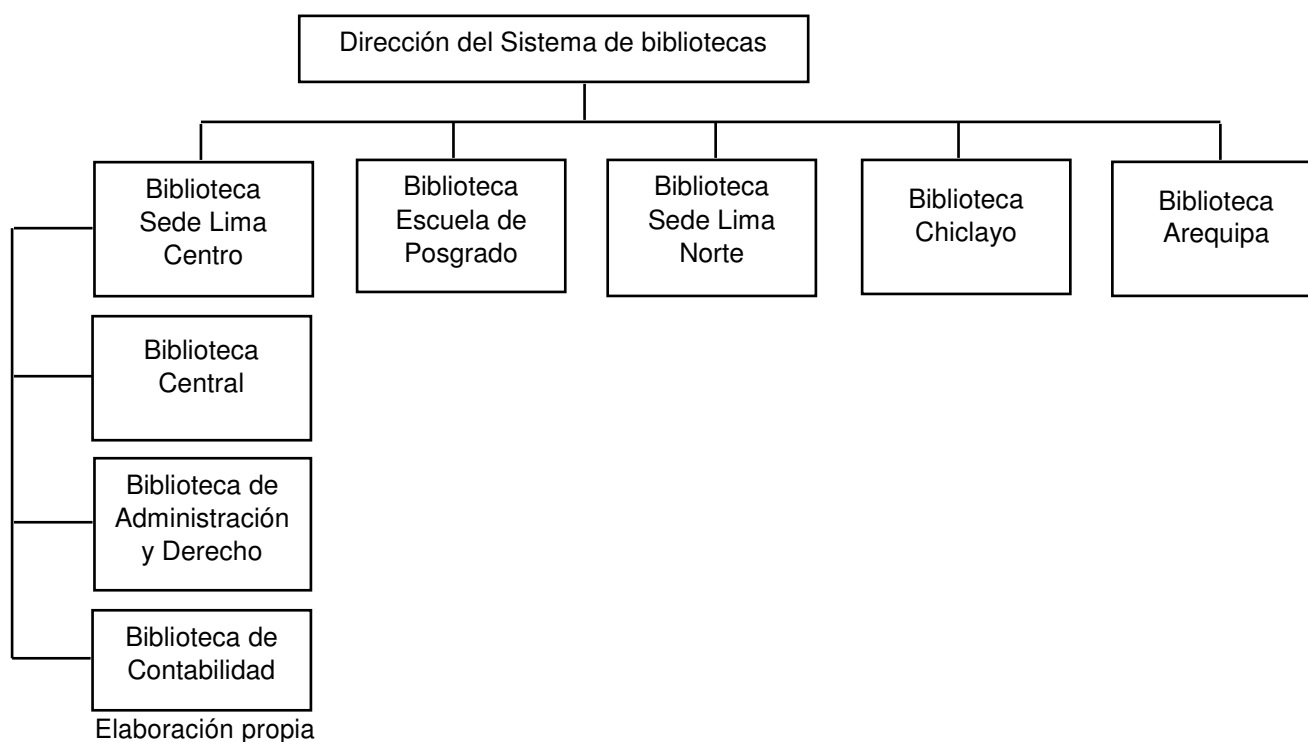 Dirección del Sistema de bibliotecas
Biblioteca
Sede Lima
Centro
Biblioteca
Escuela de
Posgrado
Biblioteca
Sede Lima
Norte
Biblioteca
Chiclayo
Biblioteca
Arequipa
Biblioteca
Central
Biblioteca de
Administración
y Derecho
Biblioteca de
Contabilidad
Elaboración propia